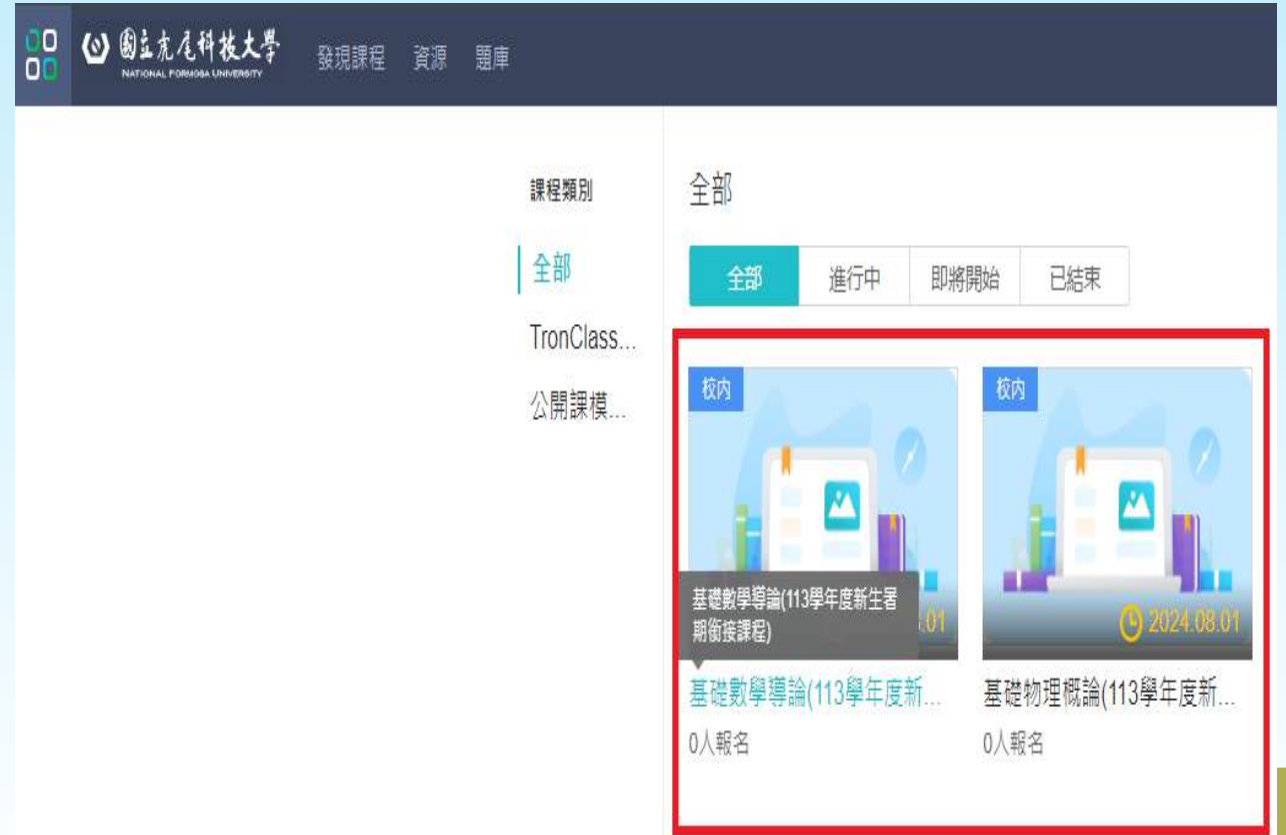 國立虎尾科技大學
NATIONAL FORMOSA UNIVERSITY
發現課程 資源 題庫
課程類別
全部
TronClass...
公開課模...
全部
全部 進行中 即將開始 已結束
校內
校內
基礎數學導論(113學年度新生暑
期銜接課程)
.01
2024.08.01
基礎數學導論(113學年度新...
0人報名
基礎物理概論(113學年度新...
0人報名